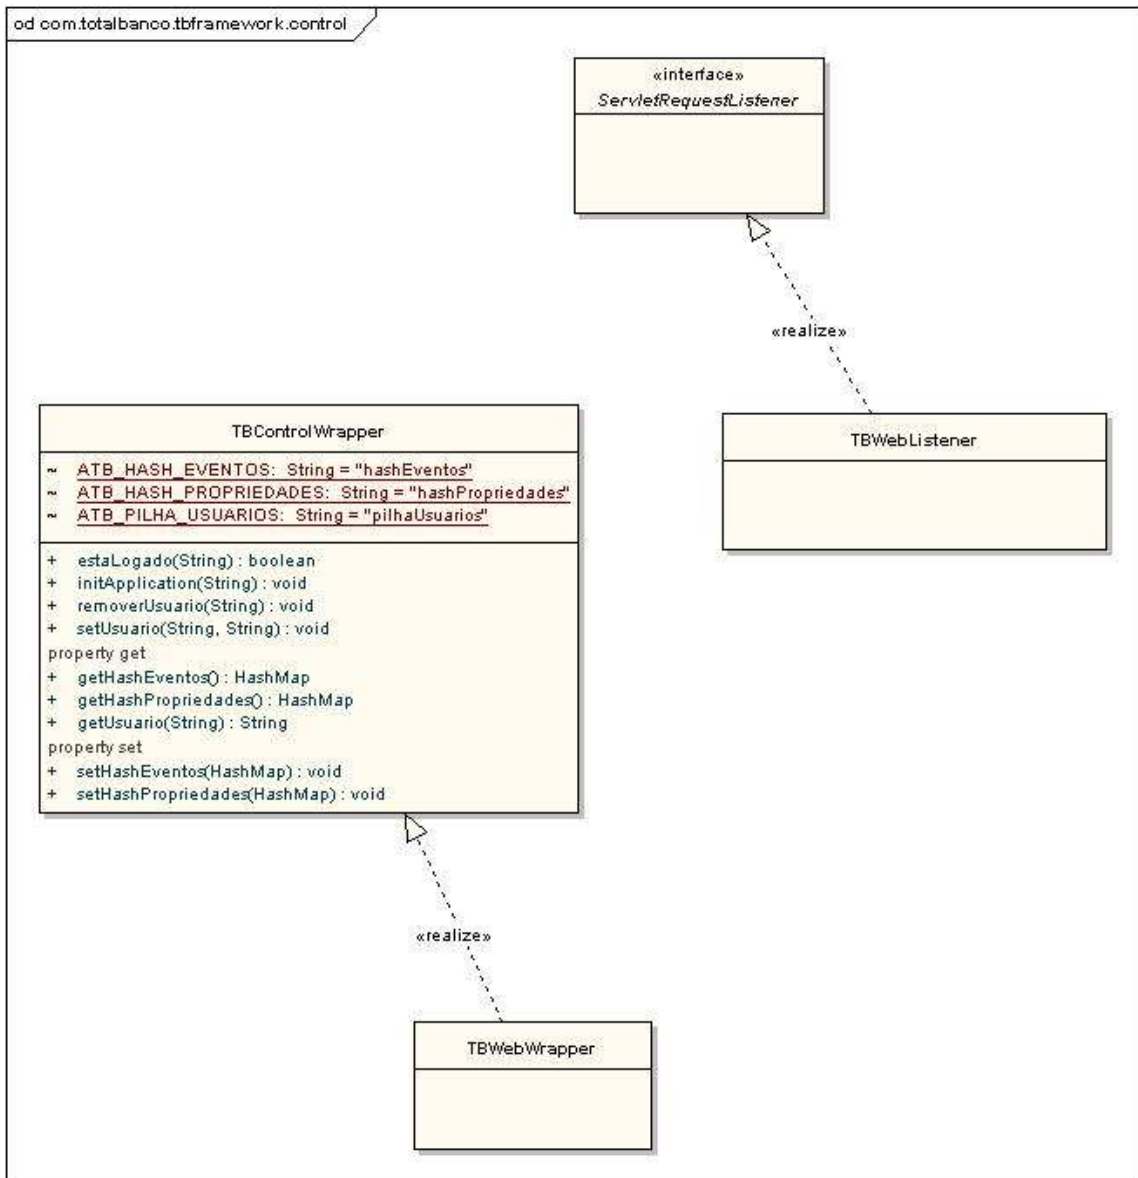 od com.totalbanco.tbframework.control
«interface»
ServletRequestListener
«realize»
TBWebListener
TBControlWrapper
~ ATB_HASH_EVENTOS: String = "hashEventos"
~ ATB_HASH_PROPRIEDADES: String = "hashPropriedades"
~ ATB_PILHA_USUARIOS: String = "pilhaUsuarios"
+ estaLogado(String) : boolean
+ initApplication(String) : void
+ removerUsuario(String) : void
+ setUsuario(String, String) : void
property get
+ getHashEventos() : HashMap
+ getHashPropriedades() : HashMap
+ getUsuario(String) : String
property set
+ setHashEventos(HashMap) : void
+ setHashPropriedades(HashMap) : void
«realize»
TBWebWrapper